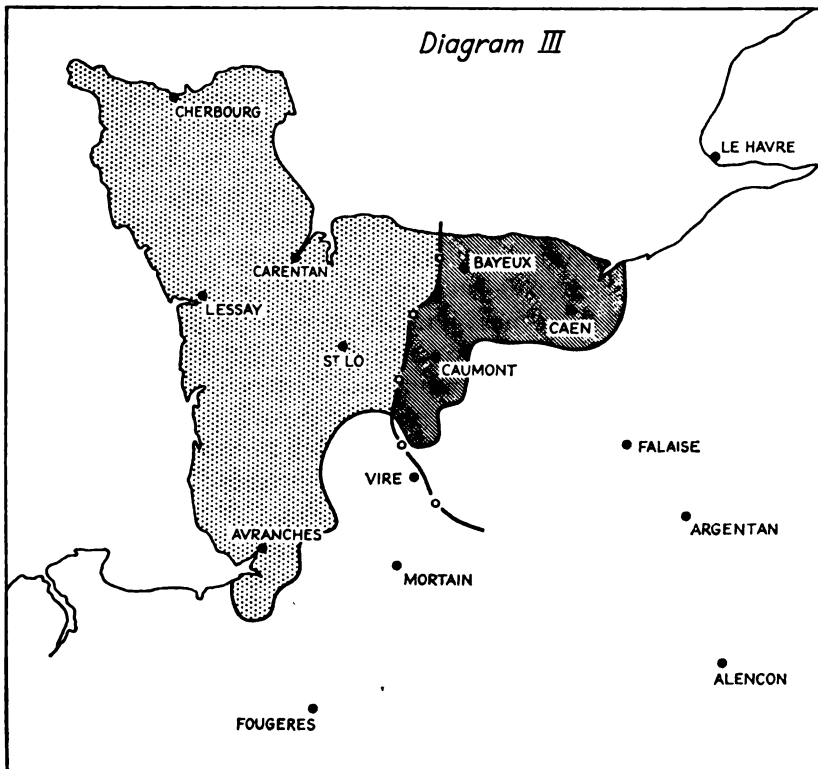 Diagram III
CHERBOURG
LE HAVRE
CARENTAN
BAYEUX
LESSAY
CAEN
ST LO
CAUMONT
FALAISE
VIRE
ARGENTAN
AVRANCHES
MORTAIN
ALENCON
FOUGERES